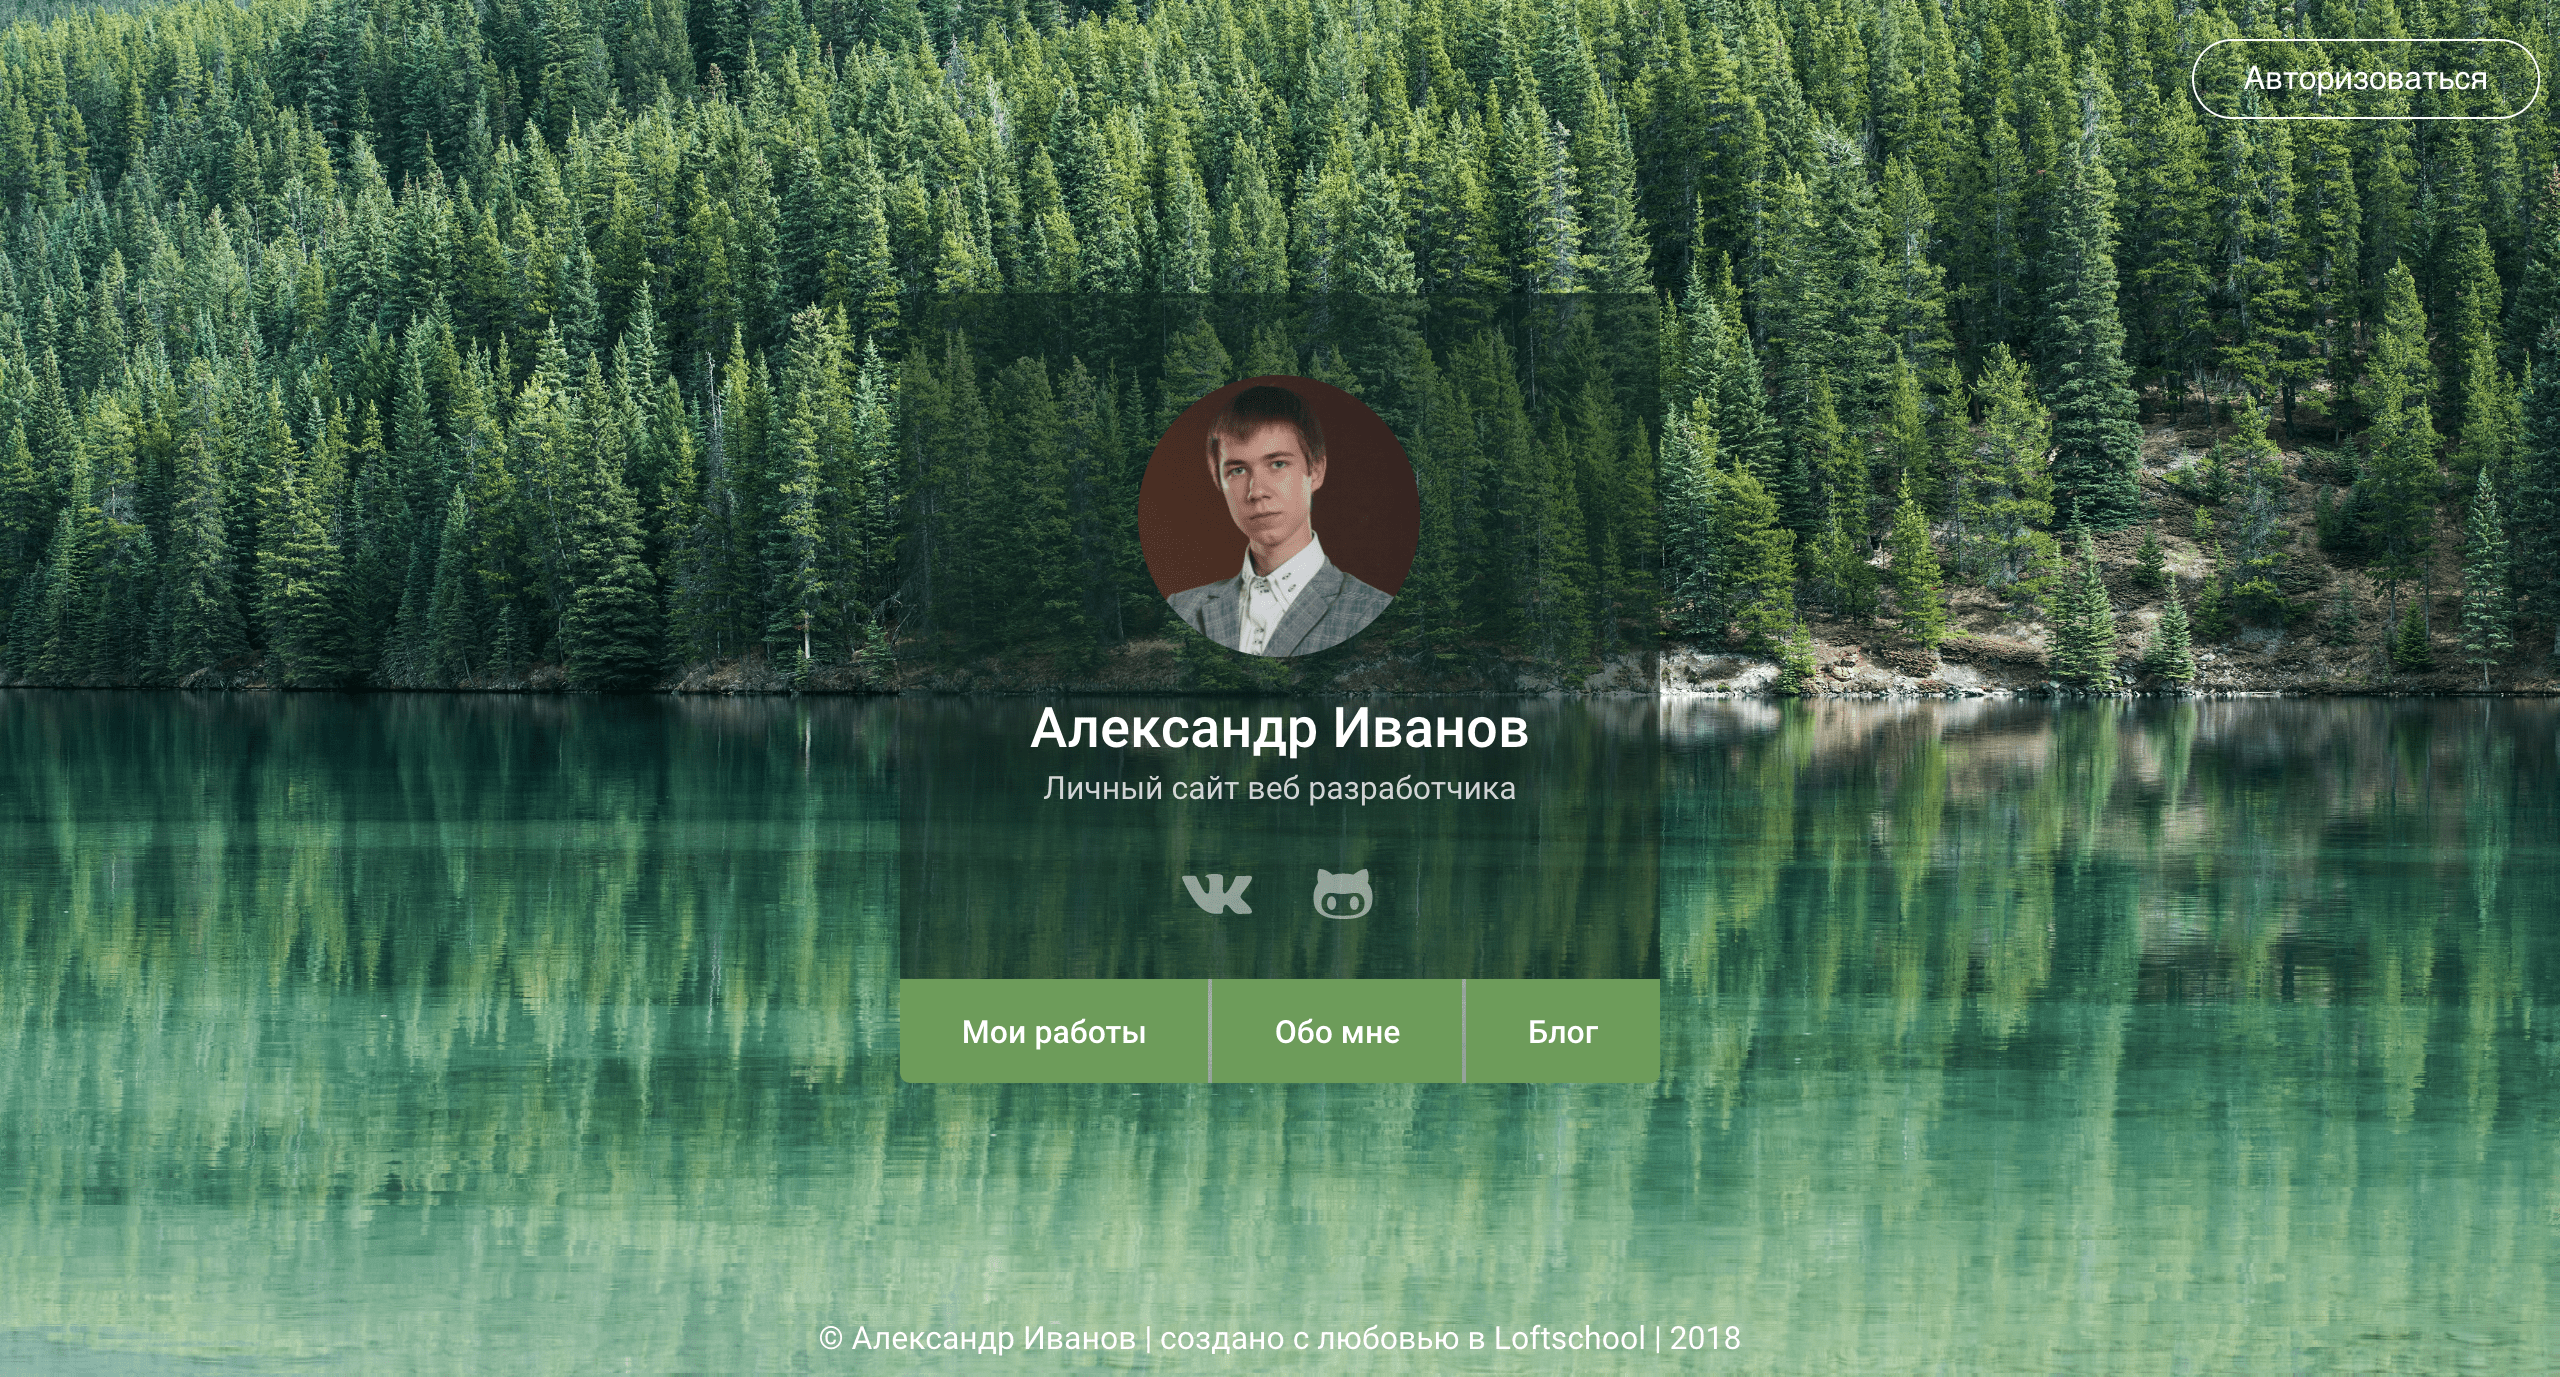 Авторизоваться
Александр Иванов
Личный сайт веб разработчика
Мои работы
Обо мне
Блог
© Александр Иванов | создано с любовью в Loftschool | 2018